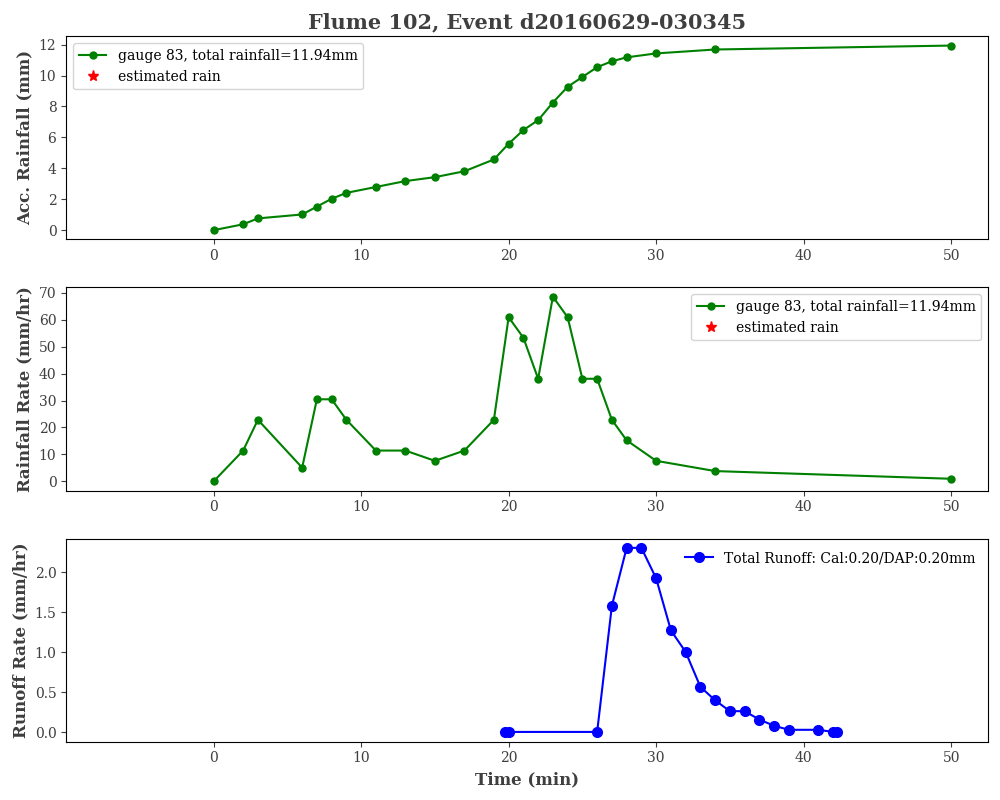 Flume 102, Event d20160629-030345
Acc. Rainfall (mm)
12
10
8
6
4
2
0
gauge 83, total rainfall=11.94mm
estimated rain
0 10 20 30 40 50
Rainfall Rate (mm/hr)
70
60
50
40
30
20
10
0
gauge 83, total rainfall=11.94mm
estimated rain
0 10 20 30 40 50
Runoff Rate (mm/hr)
2.0
1.5
1.0
0.5
0.0
Total Runoff: Cal:0.20/DAP:0.20mm
0 10 20 30 40 50
Time (min)